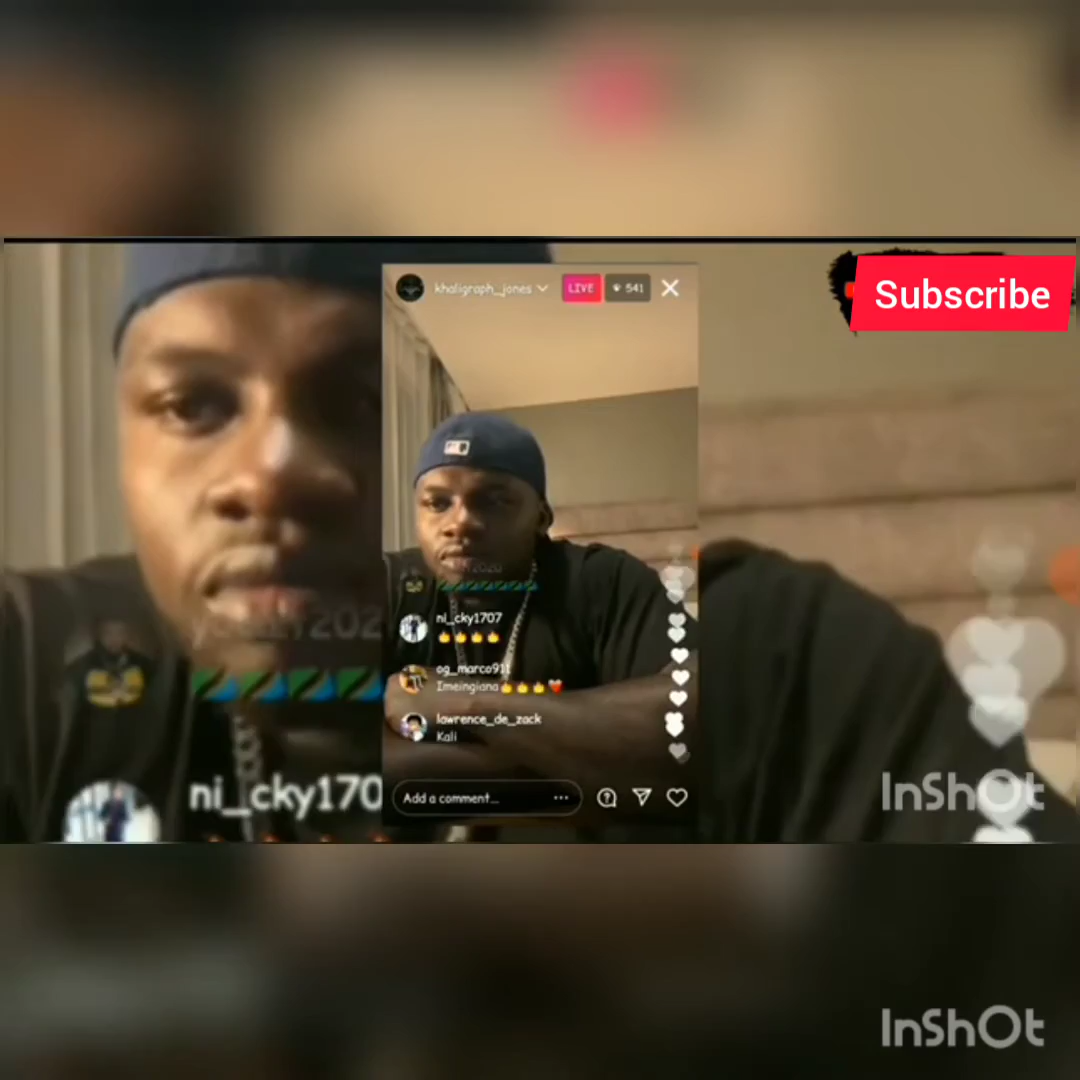 khaligraph_jones LIVE 541
Subscribe
ni_cky1707
og_marco911
Imeingiana
lawrence_de_zack
Kali
Add a comment...
ni_cky170
InShOt
InShOt